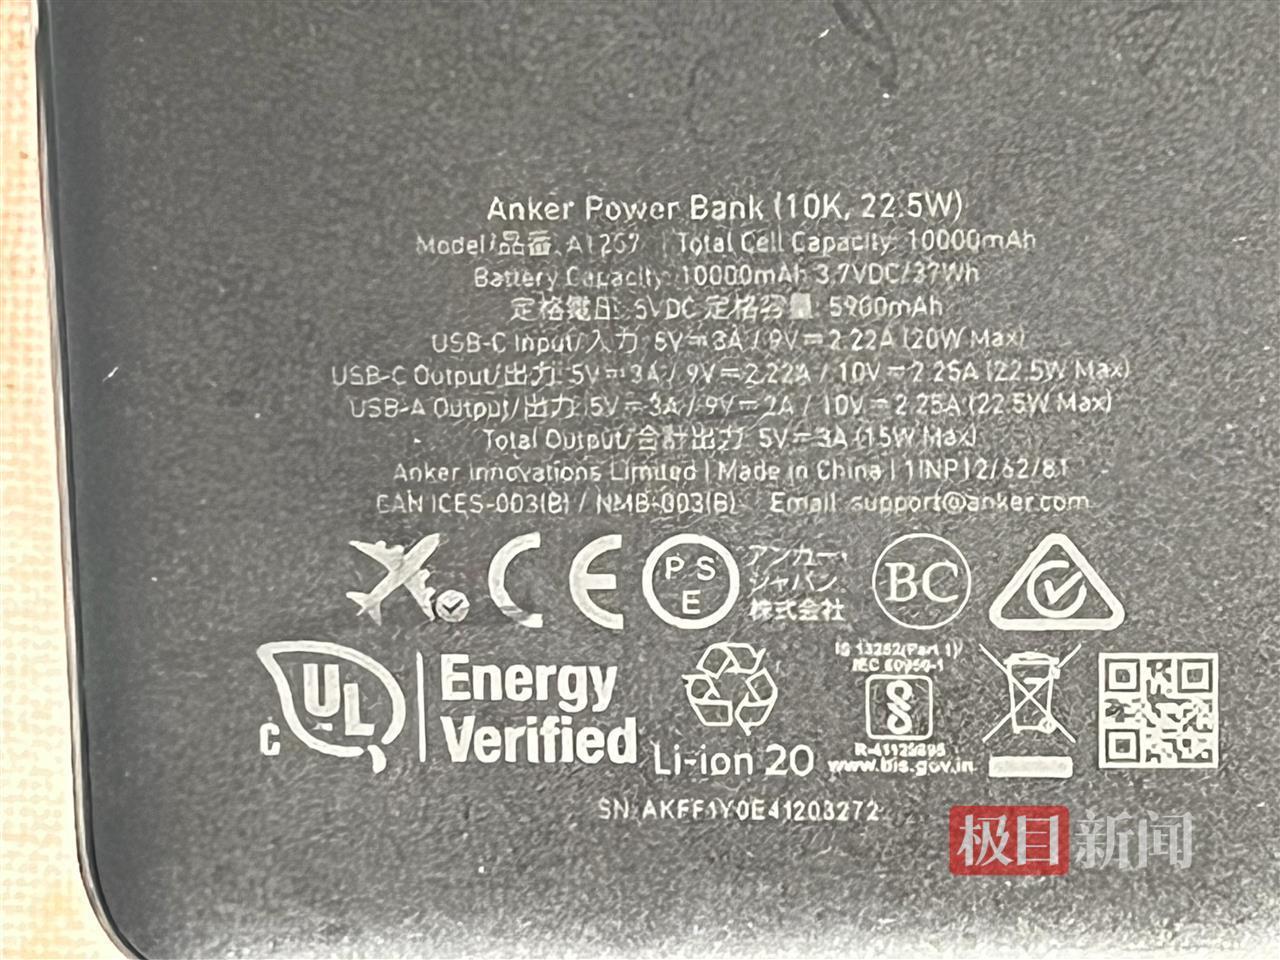 Anker Power Bank (10K, 22.5W)
Model/品番: A1257 | Total Cell Capacity: 10000mAh
Battery Capacity: 10000mAh 3.7VDC/37Wh
定格電圧: 5VDC 定格容量: 5900mAh
USB-C Input/入力: 5V⎓3A / 9V⎓2.22A (20W Max)
USB-C Output/出力: 5V⎓3A / 9V⎓2.22A / 10V⎓2.25A (22.5W Max)
USB-A Output/出力: 5V⎓3A / 9V⎓2A / 10V⎓2.25A (22.5W Max)
Total Output/合計出力: 5V⎓3A (15W Max)
Anker Innovations Limited | Made in China | 1INP12/62/81
CAN ICES-003(B) / NMB-003(B) Email: support@anker.com
CE
PSE
アンカー・
ジャパン
株式会社
BC
c UL
Energy
Verified
Li-ion 20
IS 13252(Part 1)/
IEC 60950-1
www.bis.gov.in
SN:
极目新闻